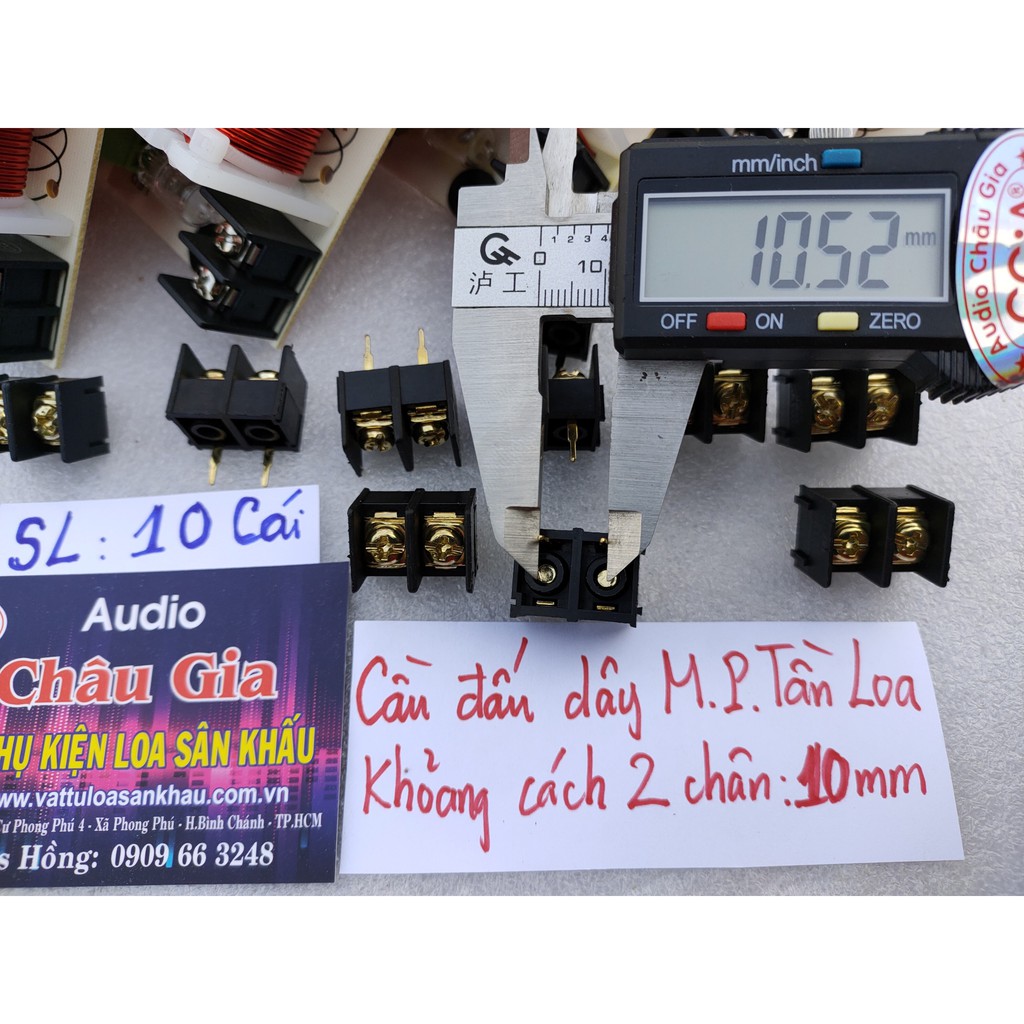 mm/inch
10.52 mm
OFF ON ZERO
沪工
0 1 2 3 4
10
Audio Châu Gia
SL: 10 Cái
Audio
Châu Gia
HỤ KIỆN LOA SÂN KHẤU
www.vattuloasankhau.com.vn
Cư Phong Phú 4 - Xã Phong Phú - H.Bình Chánh - TP.HCM
s Hồng: 0909 66 3248
Cầu đấu dây M.P.Tần Loa
Khoảng cách 2 chân: 10mm